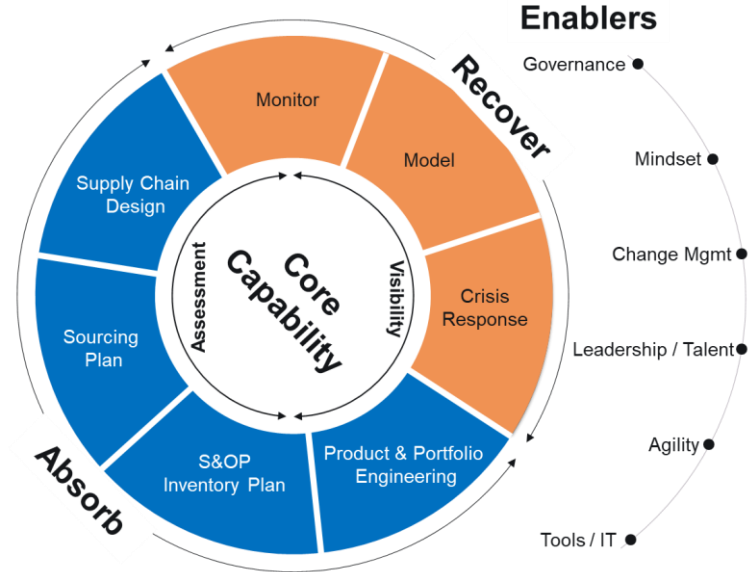 Enablers
Governance
Mindset
Change Mgmt
Leadership / Talent
Agility
Tools / IT
Recover
Monitor
Model
Crisis
Response
Absorb
Supply Chain
Design
Sourcing
Plan
S&OP
Inventory Plan
Product & Portfolio
Engineering
Core
Capability
Assessment
Visibility